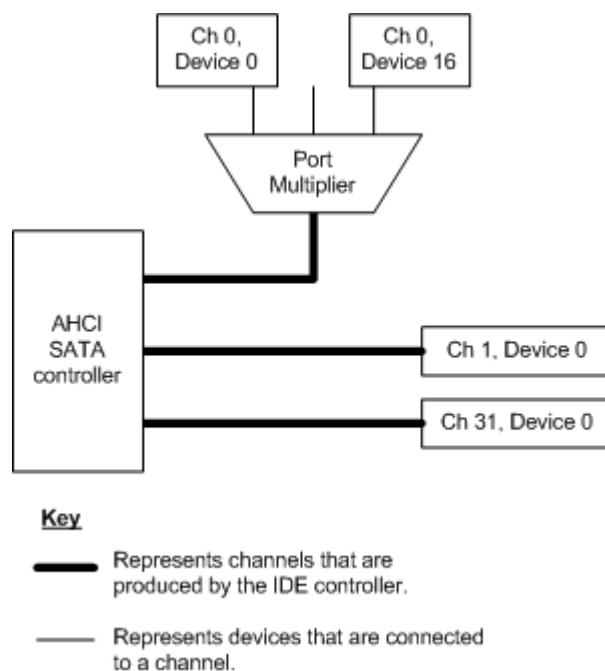 Ch 0,
Device 0
Ch 0,
Device 16
Port
Multiplier
AHCI
SATA
controller
Ch 1, Device 0
Ch 31, Device 0
Key
Represents channels that are
produced by the IDE controller.
Represents devices that are connected
to a channel.